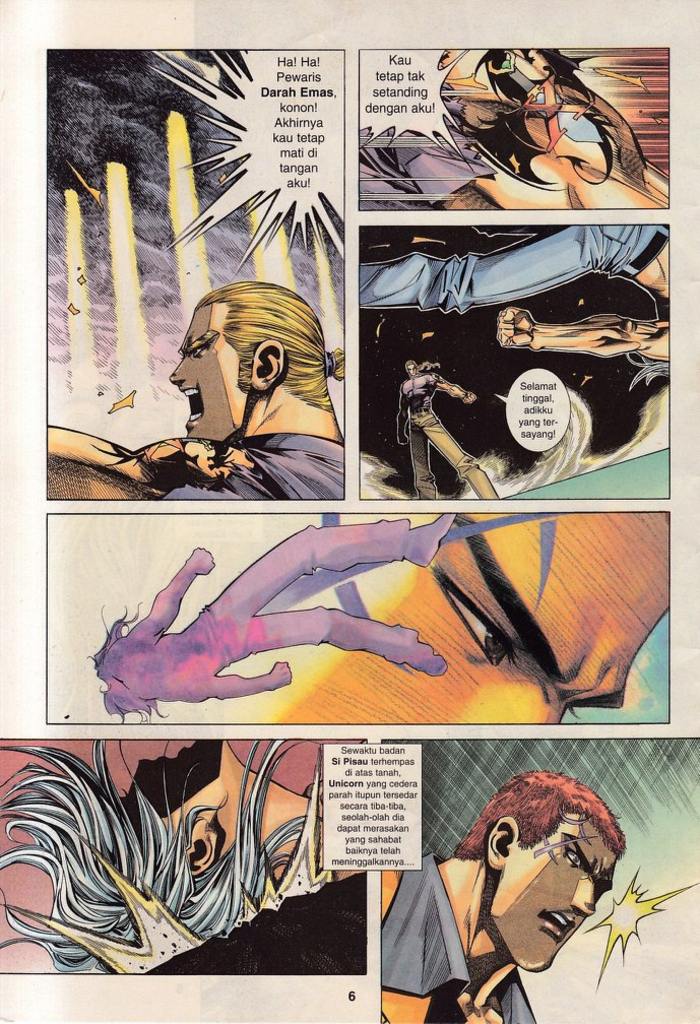 Ha! Ha!
Pewaris
Darah Emas,
konon!
Akhirnya
kau tetap
mati di
tangan
aku!
Kau
tetap tak
setanding
dengan aku!
Selamat
tinggal,
adikku
yang ter-
sayang!
Sewaktu badan
Si Pisau terhempas
di atas tanah,
Unicorn yang cedera
parah itupun tersedar
secara tiba-tiba,
seolah-olah dia
dapat merasakan
yang sahabat
baiknya telah
meninggalkannya....
6